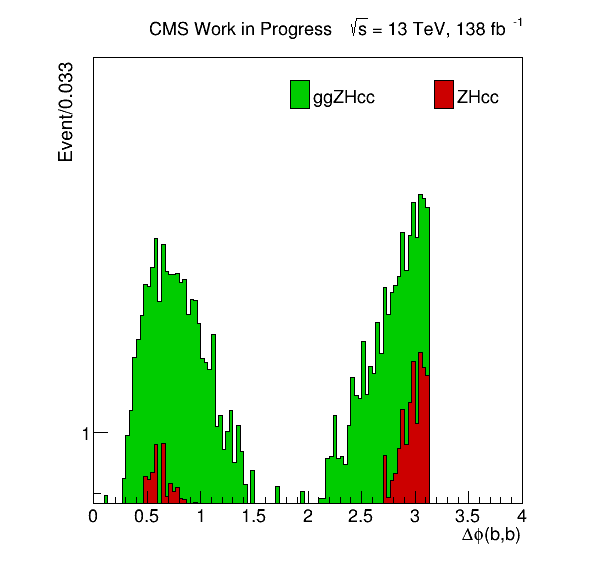 CMS Work in Progress √s = 13 TeV, 138 fb⁻¹
Event/0.033
ggZHcc ZHcc
1
0 0.5 1 1.5 2 2.5 3 3.5 4
Δϕ(b,b)